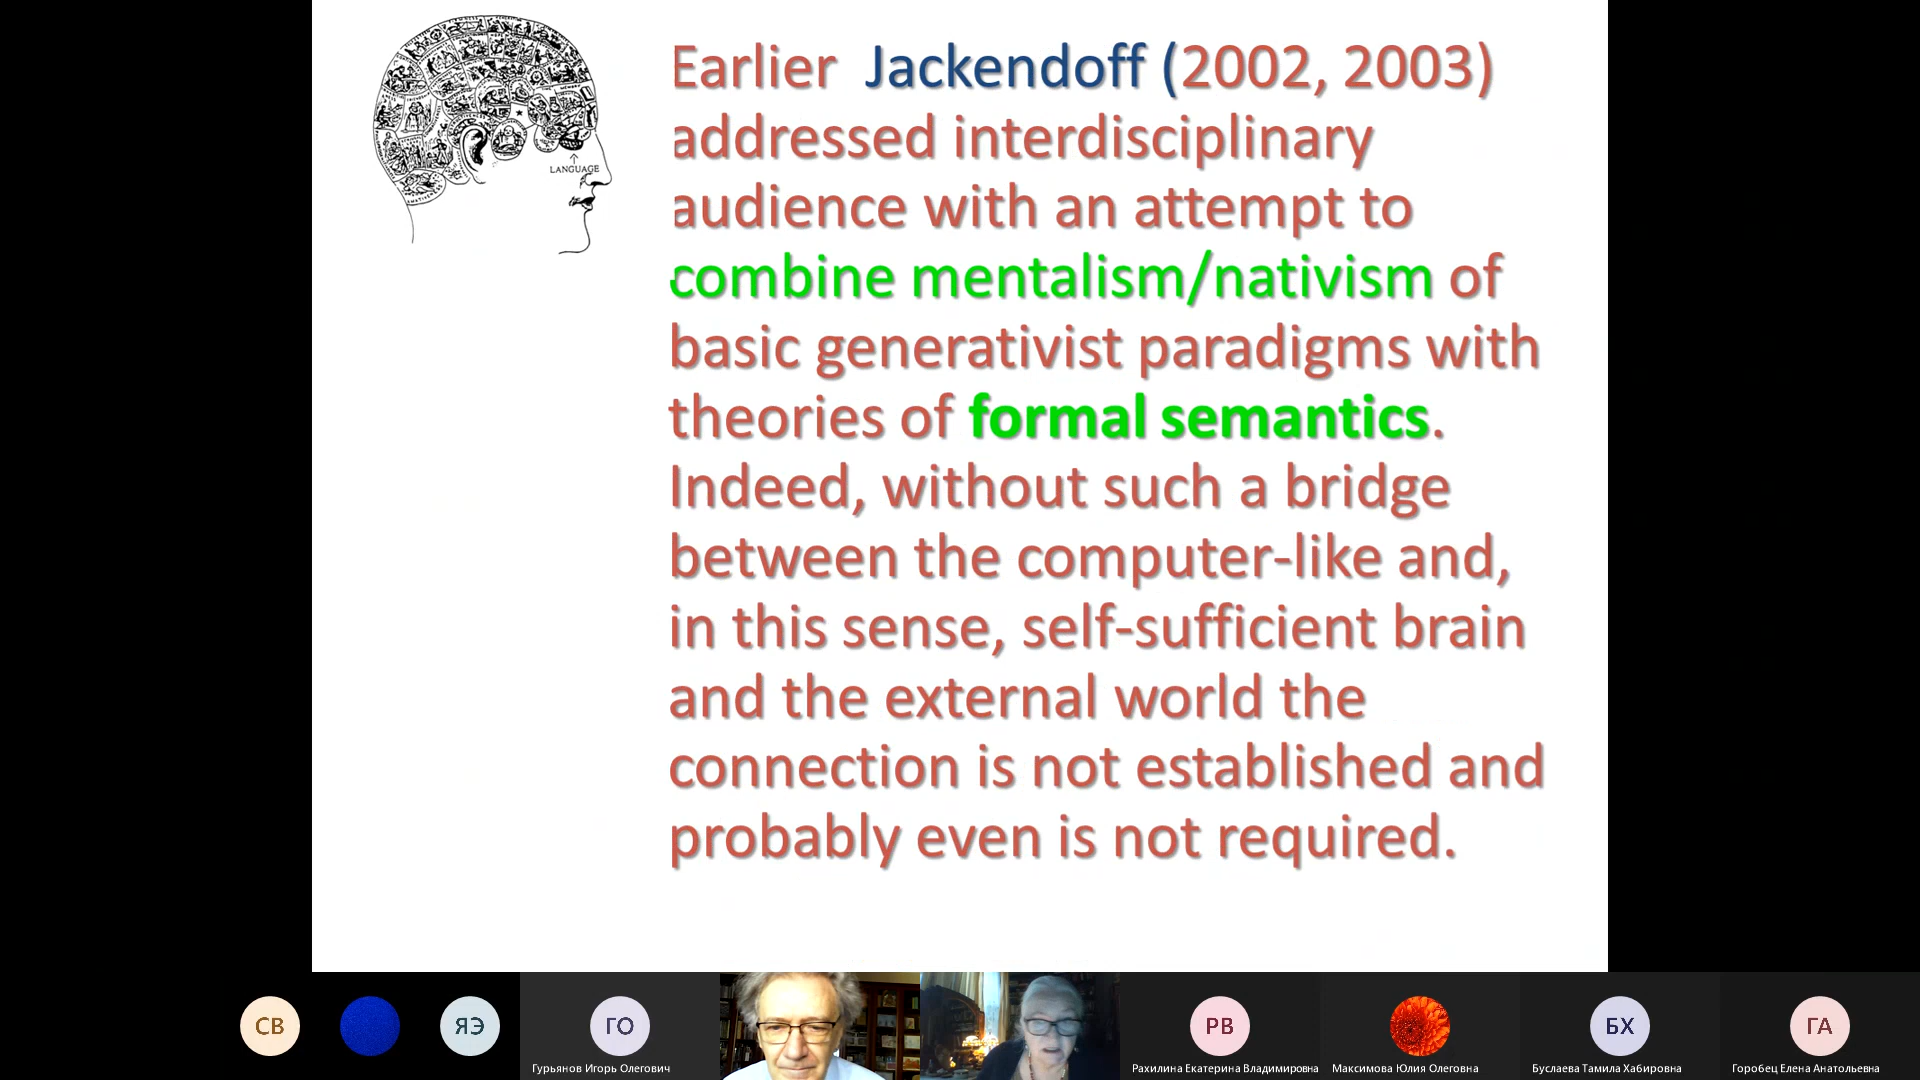 Earlier Jackendoff (2002, 2003)
addressed interdisciplinary
audience with an attempt to
combine mentalism/nativism of
basic generativist paradigms with
theories of formal semantics.
Indeed, without such a bridge
between the computer-like and,
in this sense, self-sufficient brain
and the external world the
connection is not established and
probably even is not required.
LANGUAGE
СВ
ЯЭ
ГО
Гурьянов Игорь Олегович
РВ
Рахилина Екатерина Владимировна
Максимова Юлия Олеговна
БХ
Буслаева Тамила Хабировна
ГА
Горобец Елена Анатольевна